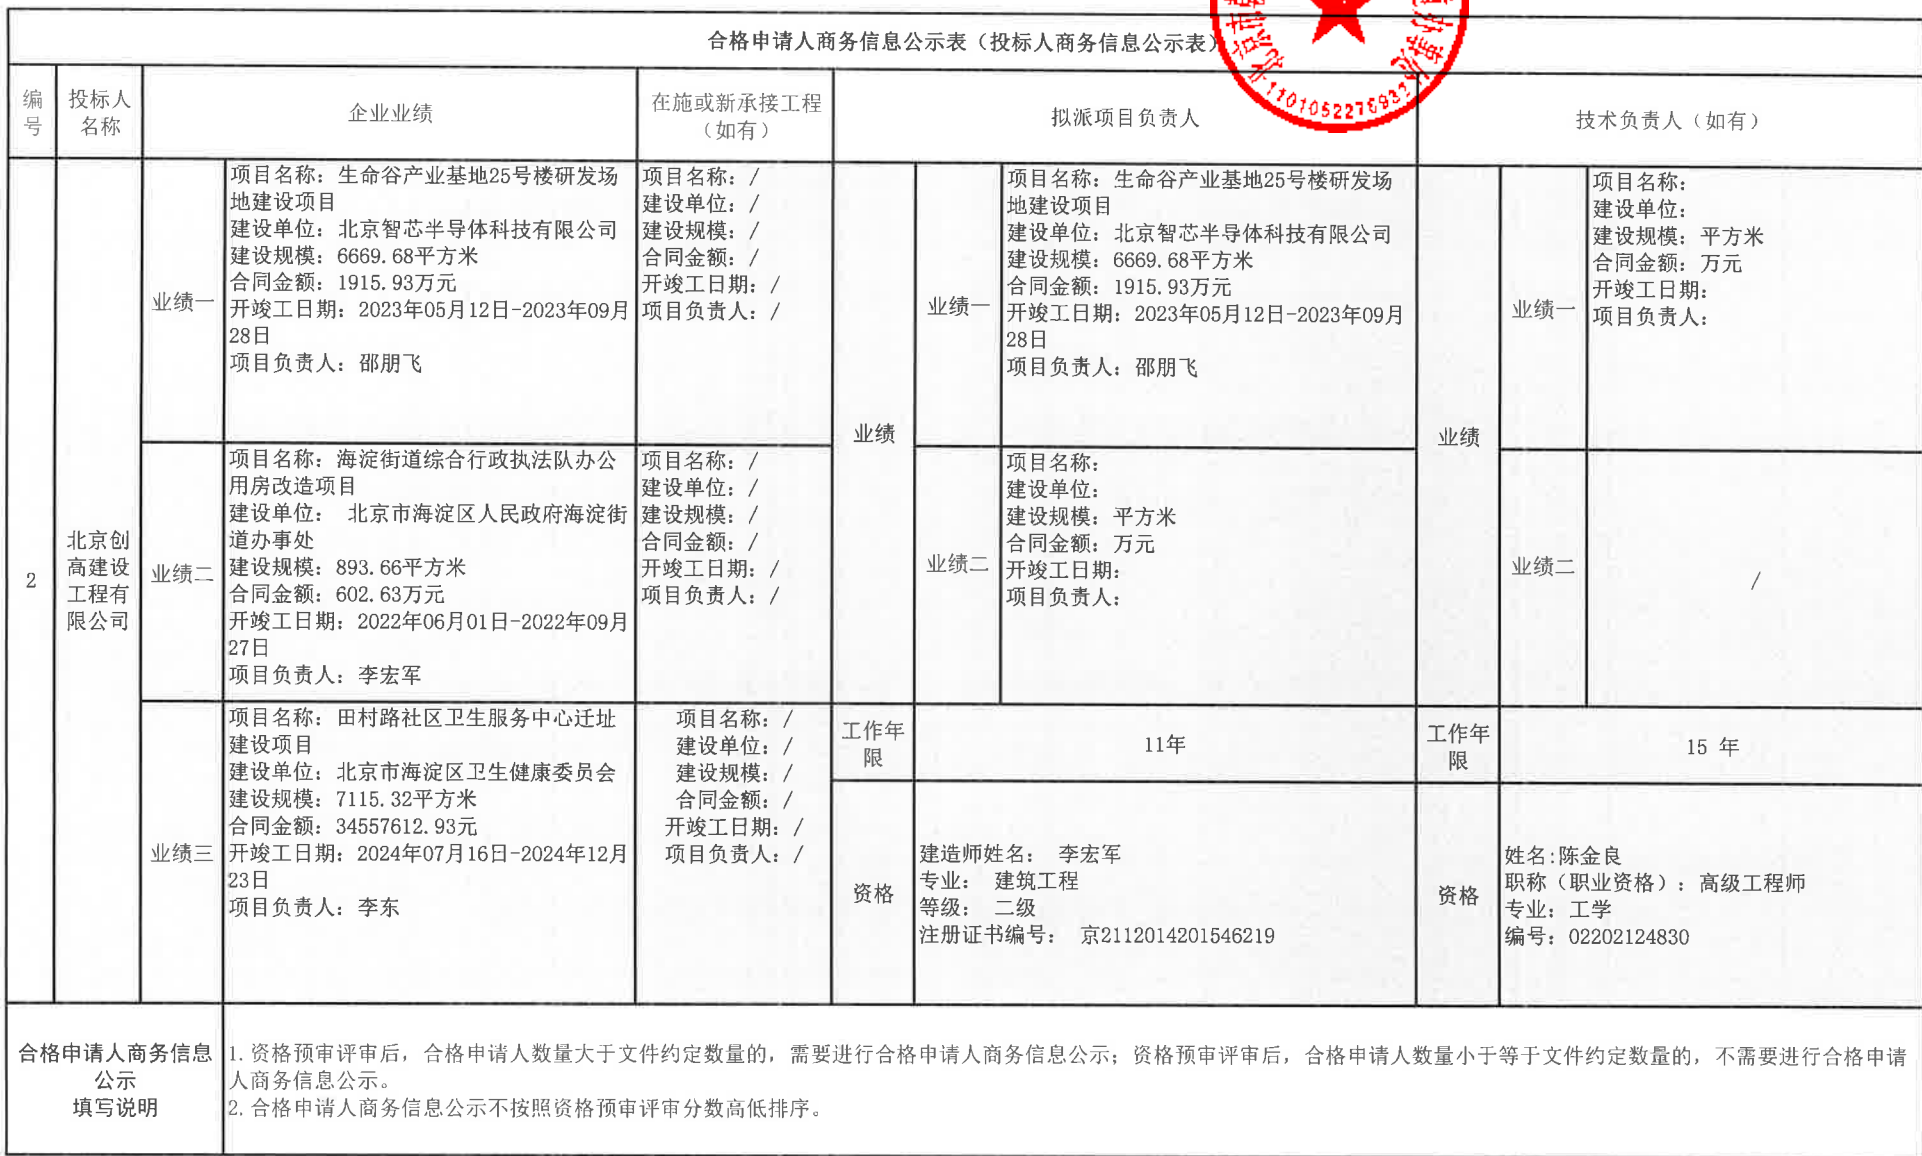 合格申请人商务信息公示表（投标人商务信息公示表）
1101052276932
编号
投标人名称
企业业绩
在施或新承接工程（如有）
拟派项目负责人
技术负责人（如有）
2
北京创高建设工程有限公司
业绩一
项目名称：生命谷产业基地25号楼研发场
地建设项目
建设单位：北京智芯半导体科技有限公司
建设规模：6669.68平方米
合同金额：1915.93万元
开竣工日期：2023年05月12日-2023年09月
28日
项目负责人：邵朋飞
项目名称：/
建设单位：/
建设规模：/
合同金额：/
开竣工日期：/
项目负责人：/
业绩二
项目名称：海淀街道综合行政执法队办公
用房改造项目
建设单位： 北京市海淀区人民政府海淀街
道办事处
建设规模：893.66平方米
合同金额：602.63万元
开竣工日期：2022年06月01日-2022年09月
27日
项目负责人：李宏军
项目名称：/
建设单位：/
建设规模：/
合同金额：/
开竣工日期：/
项目负责人：/
业绩三
项目名称：田村路社区卫生服务中心迁址
建设项目
建设单位：北京市海淀区卫生健康委员会
建设规模：7115.32平方米
合同金额：34557612.93元
开竣工日期：2024年07月16日-2024年12月
23日
项目负责人：李东
项目名称：/
建设单位：/
建设规模：/
合同金额：/
开竣工日期：/
项目负责人：/
业绩
业绩一
项目名称：生命谷产业基地25号楼研发场
地建设项目
建设单位：北京智芯半导体科技有限公司
建设规模：6669.68平方米
合同金额：1915.93万元
开竣工日期：2023年05月12日-2023年09月
28日
项目负责人：邵朋飞
业绩二
项目名称：
建设单位：
建设规模：平方米
合同金额：万元
开竣工日期：
项目负责人：
工作年限
11年
资格
建造师姓名： 李宏军
专业： 建筑工程
等级： 二级
注册证书编号： 京2112014201546219
业绩
业绩一
项目名称：
建设单位：
建设规模：平方米
合同金额：万元
开竣工日期：
项目负责人：
业绩二
/
工作年限
15 年
资格
姓名:陈金良
职称（职业资格）：高级工程师
专业：工学
编号：02202124830
合格申请人商务信息
公示
填写说明
1.资格预审评审后，合格申请人数量大于文件约定数量的，需要进行合格申请人商务信息公示；资格预审评审后，合格申请人数量小于等于文件约定数量的，不需要进行合格申请
人商务信息公示。
2.合格申请人商务信息公示不按照资格预审评审分数高低排序。